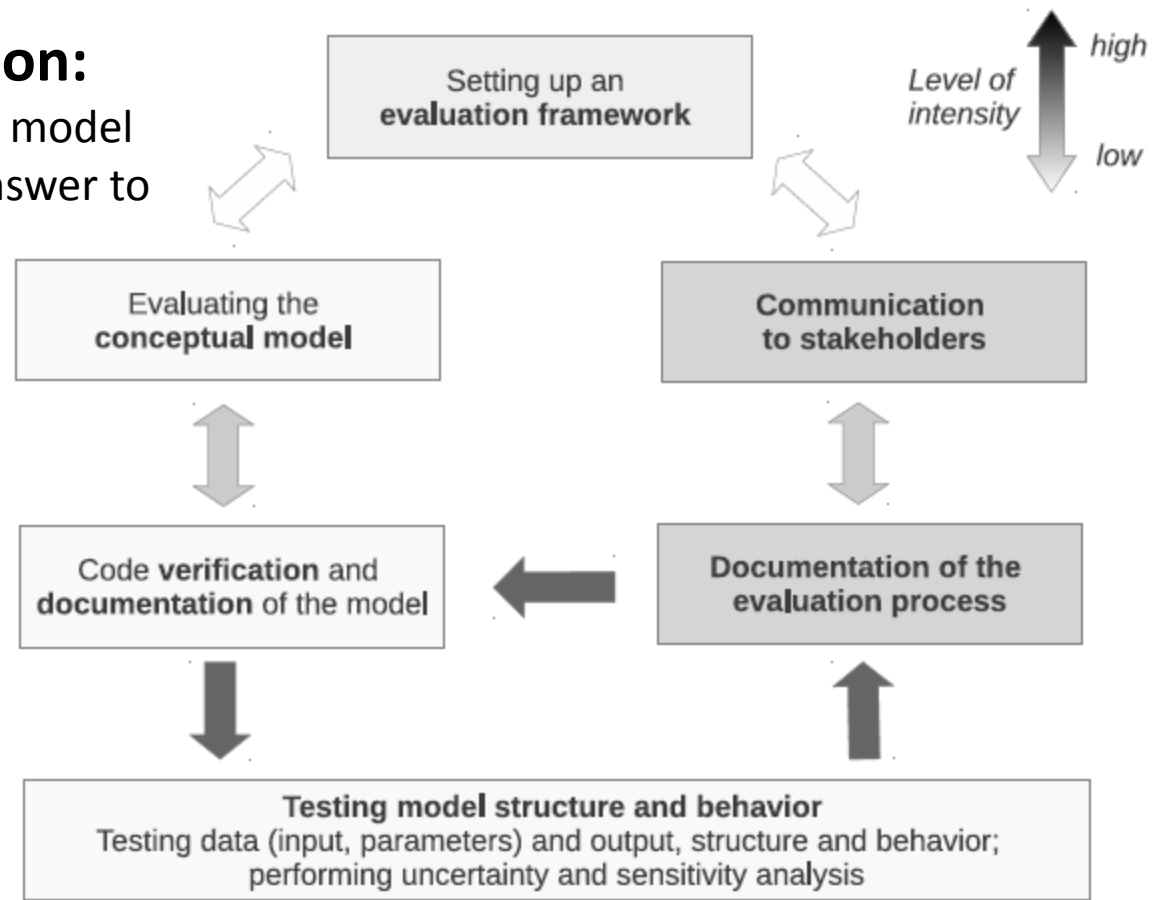 on:
model
nswer to
Setting up an
evaluation framework
Level of
intensity
high
low
Evaluating the
conceptual model
Communication
to stakeholders
Code verification and
documentation of the model
Documentation of the
evaluation process
Testing model structure and behavior
Testing data (input, parameters) and output, structure and behavior;
performing uncertainty and sensitivity analysis